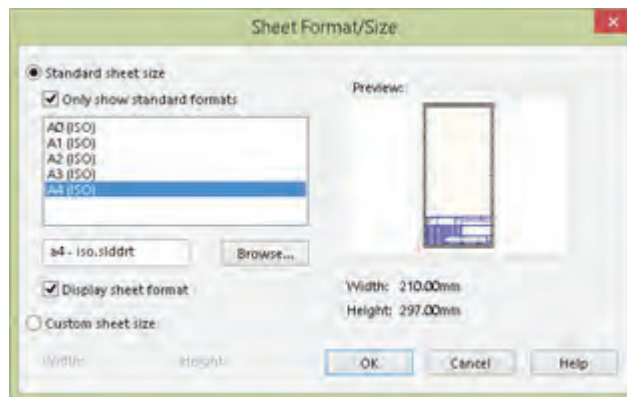 Sheet Format/Size
Standard sheet size
Only show standard formats
A0 (ISO)
A1 (ISO)
A2 (ISO)
A3 (ISO)
A4 (ISO)
a4 - iso.slddrt
Browse...
Display sheet format
Custom sheet size
Width:
Height:
Preview:
Width: 210.00mm
Height: 297.00mm
OK
Cancel
Help